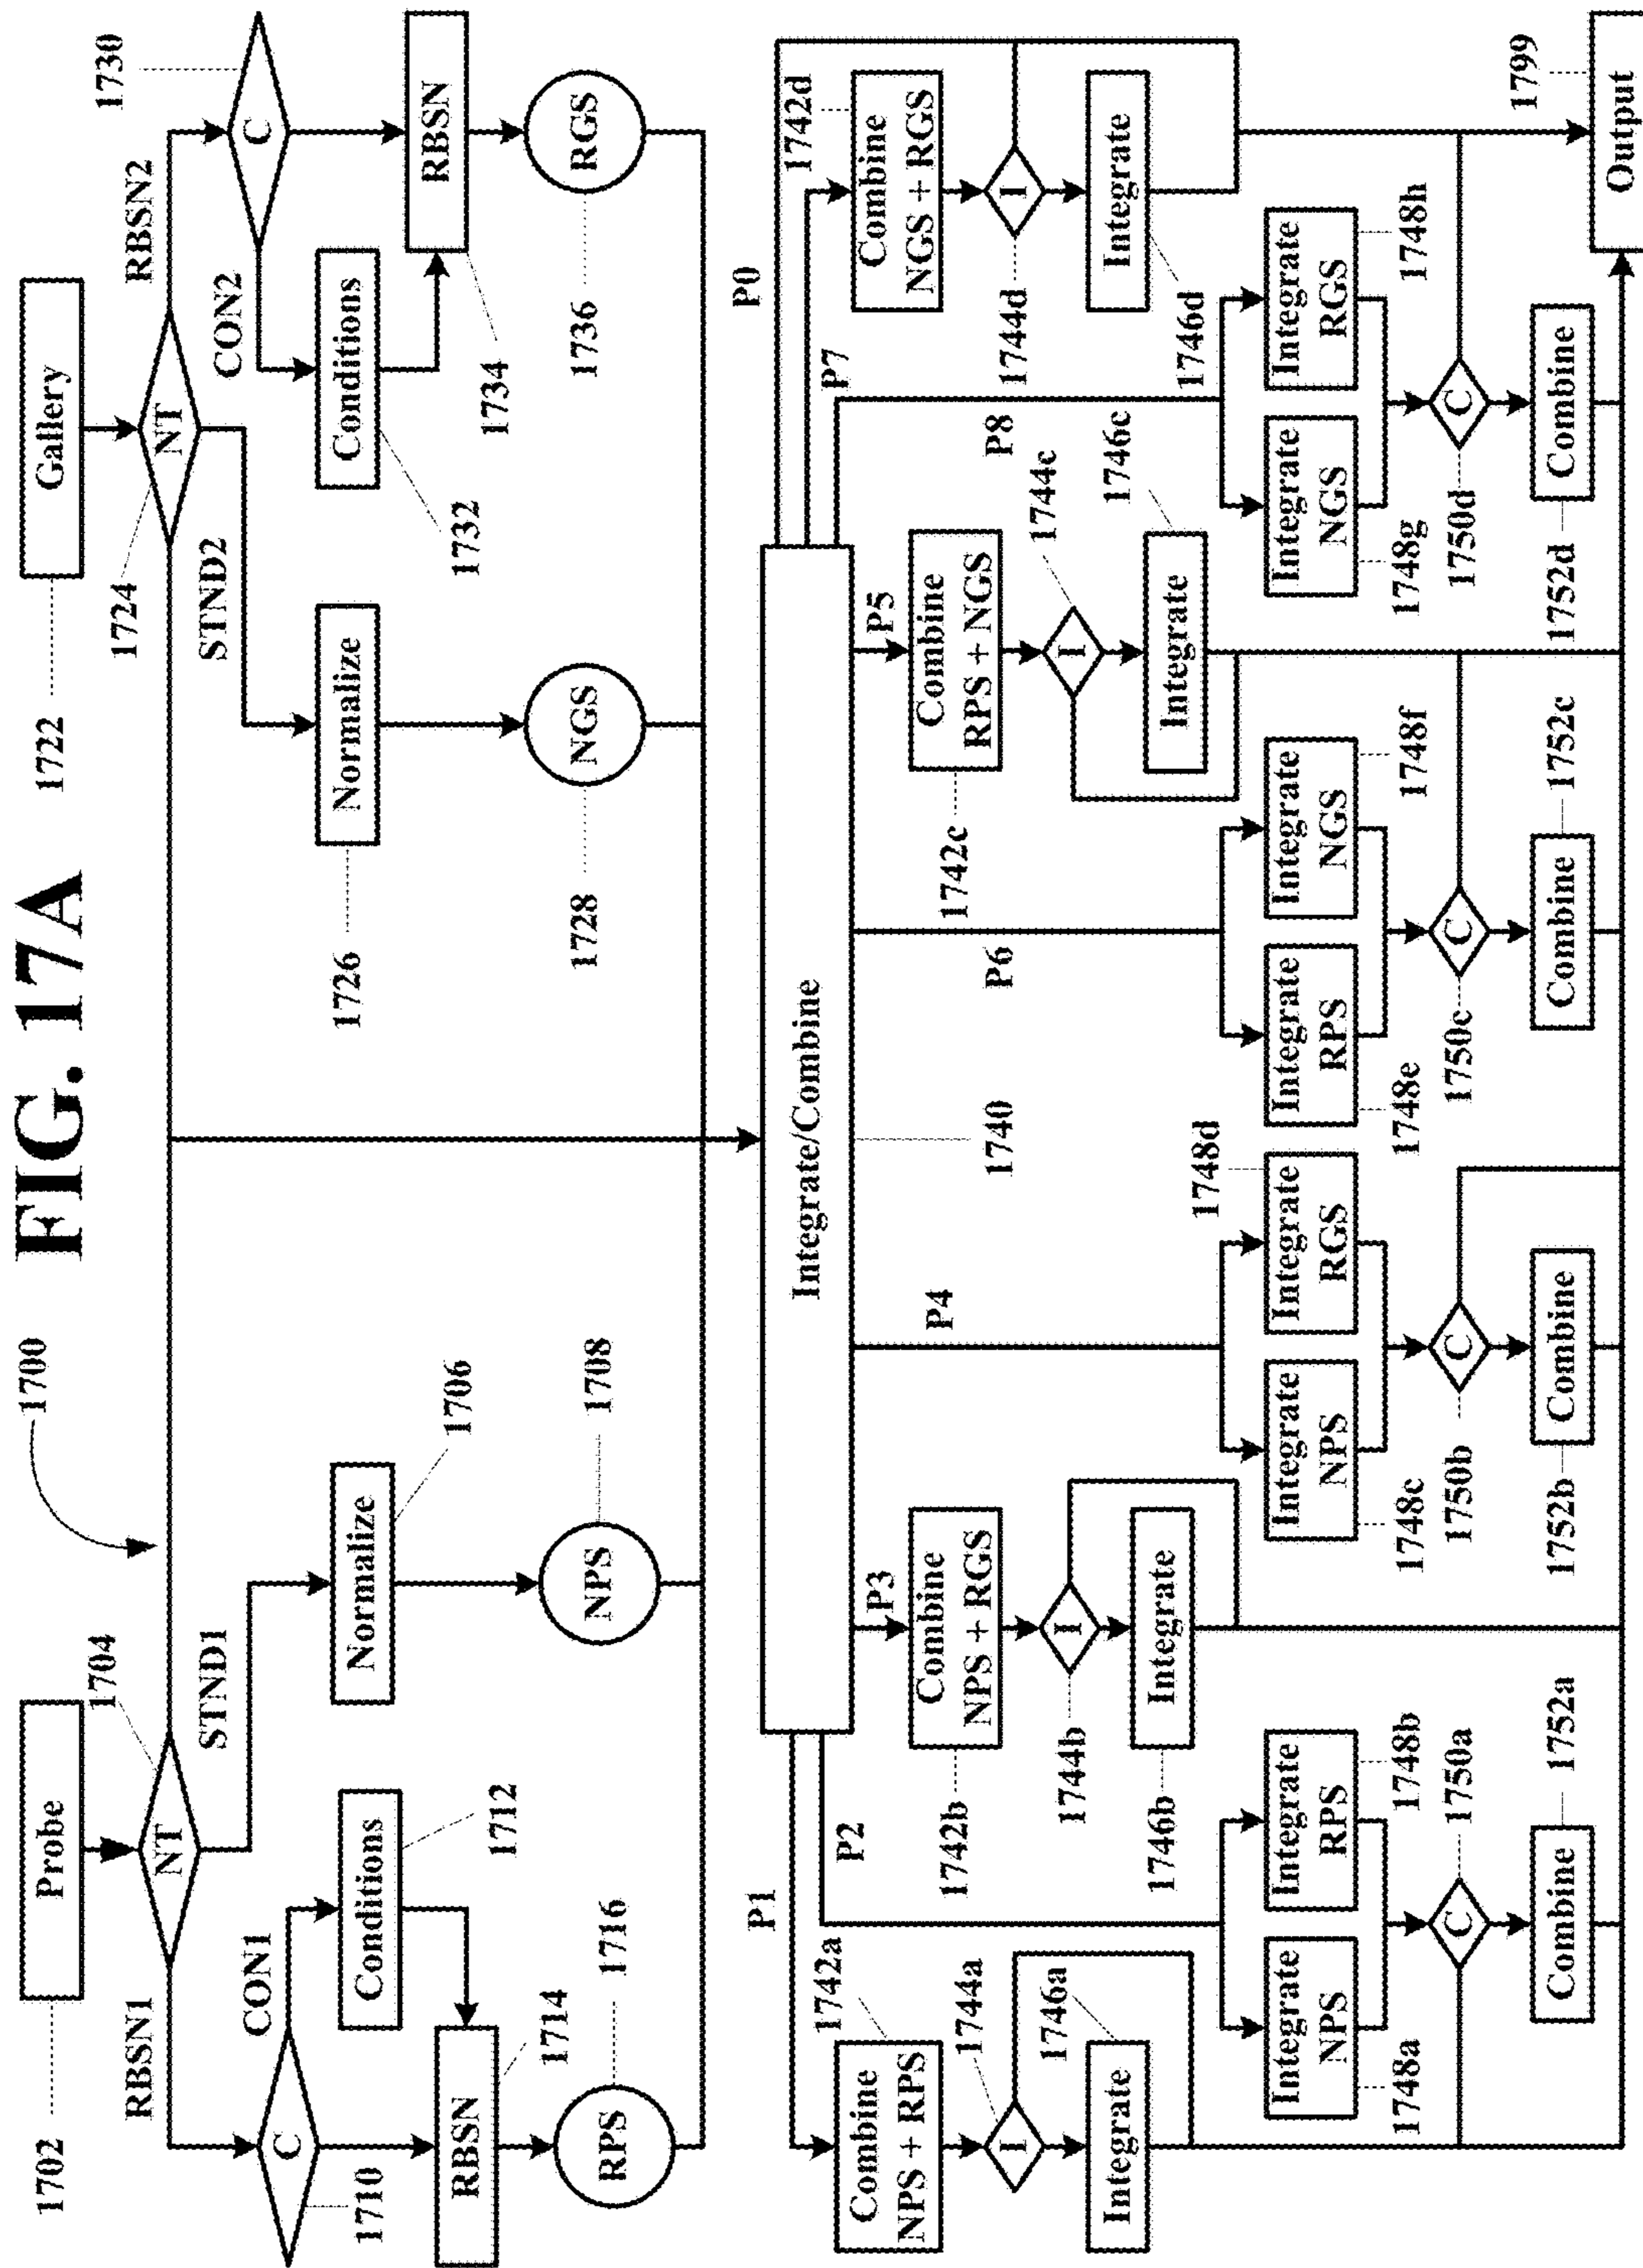 FIG. 17A
1700
1702
Probe
1704
NT
RBSN1
STND1
C
1710
CON1
Conditions
1712
RBSN
1714
RPS
1716
Normalize
1706
NPS
1708
1722
Gallery
1724
NT
STND2
RBSN2
1730
C
CON2
Conditions
1732
RBSN
1734
RGS
1736
Normalize
1726
NGS
1728
Integrate/Combine
1740
P1
P2
P3
P4
P6
P5
P8
P7
P0
1742a
Combine
NPS + RPS
1744a
I
1746a
Integrate
1742b
Combine
NPS + RGS
1744b
I
1746b
Integrate
1742c
Combine
RPS + NGS
1744c
I
1746c
Integrate
1742d
Combine
NGS + RGS
1744d
I
1746d
Integrate
1748a
Integrate
NPS
Integrate
RPS
1748b
C
1750a
Combine
1752a
1748c
Integrate
NPS
Integrate
RGS
1748d
C
1750b
Combine
1752b
1748e
Integrate
RPS
Integrate
NGS
1748f
C
1750c
Combine
1752c
1748g
Integrate
NGS
Integrate
RGS
1748h
C
1750d
Combine
1752d
1799
Output